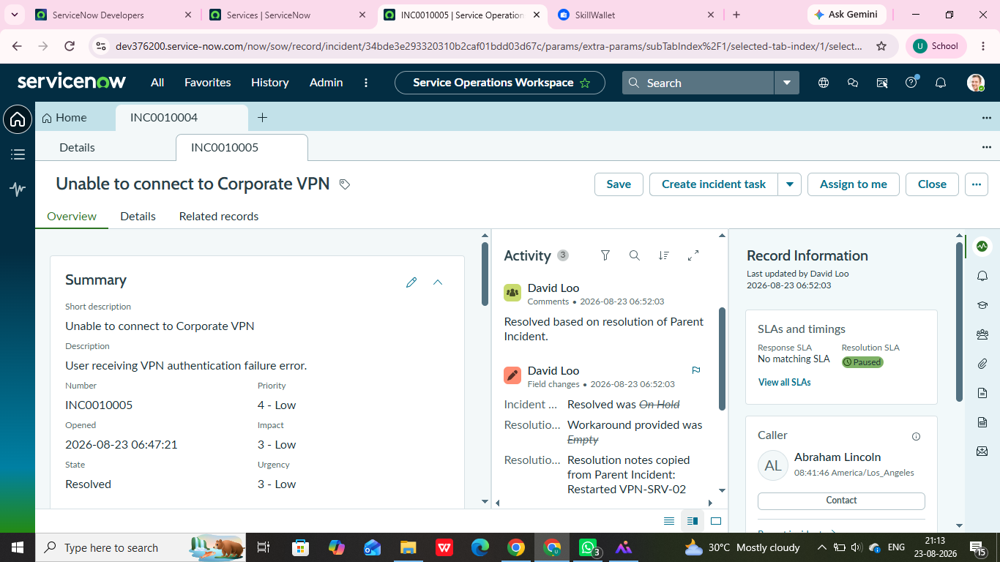 ServiceNow Developers
Services | ServiceNow
INC0010005 | Service Operation
SkillWallet
Ask Gemini
dev376200.service-now.com/now/sow/record/incident/34bde3e293320310b2caf01bdd03d67c/params/extra-params/subTabIndex%2F1/selected-tab-index/1/select...
U School
servicenow All Favorites History Admin Service Operations Workspace Search
Home INC0010004
Details INC0010005
Unable to connect to Corporate VPN
Save Create incident task Assign to me Close
Overview Details Related records
Summary
Short description
Unable to connect to Corporate VPN
Description
User receiving VPN authentication failure error.
Number Priority
INC0010005 4 - Low
Opened Impact
2026-08-23 06:47:21 3 - Low
State Urgency
Resolved 3 - Low
Activity 3
David Loo
Comments • 2026-08-23 06:52:03
Resolved based on resolution of Parent
Incident.
David Loo
Field changes • 2026-08-23 06:52:03
Incident ... Resolved was On Hold
Resolutio... Workaround provided was
Empty
Resolutio... Resolution notes copied
from Parent Incident:
Restarted VPN-SRV-02
Record Information
Last updated by David Loo
2026-08-23 06:52:03
SLAs and timings
Response SLA Resolution SLA
No matching SLA Paused
View all SLAs
Caller
AL Abraham Lincoln
08:41:46 America/Los_Angeles
Contact
Type here to search
W
U
3
30°C Mostly cloudy
ENG
21:13
23-08-2026
15